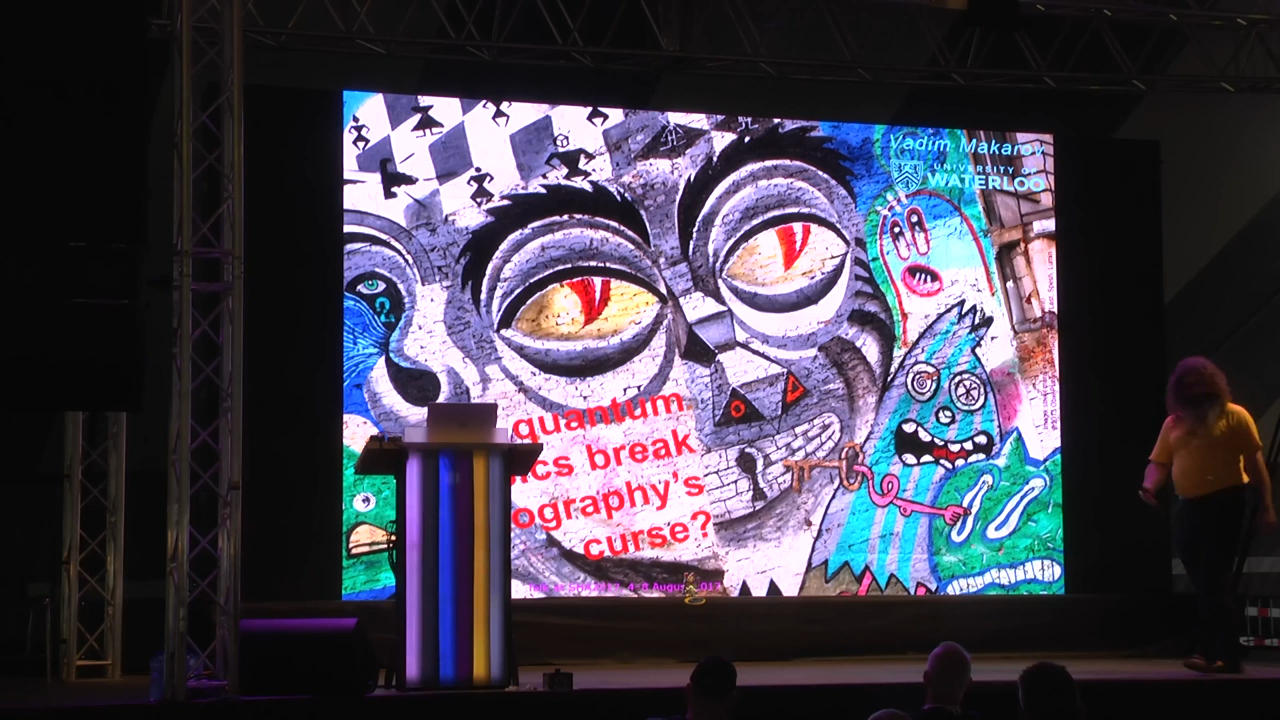 Vadim Makarov
UNIVERSITY OF
WATERLOO
quantum
ics break
ography's
curse?